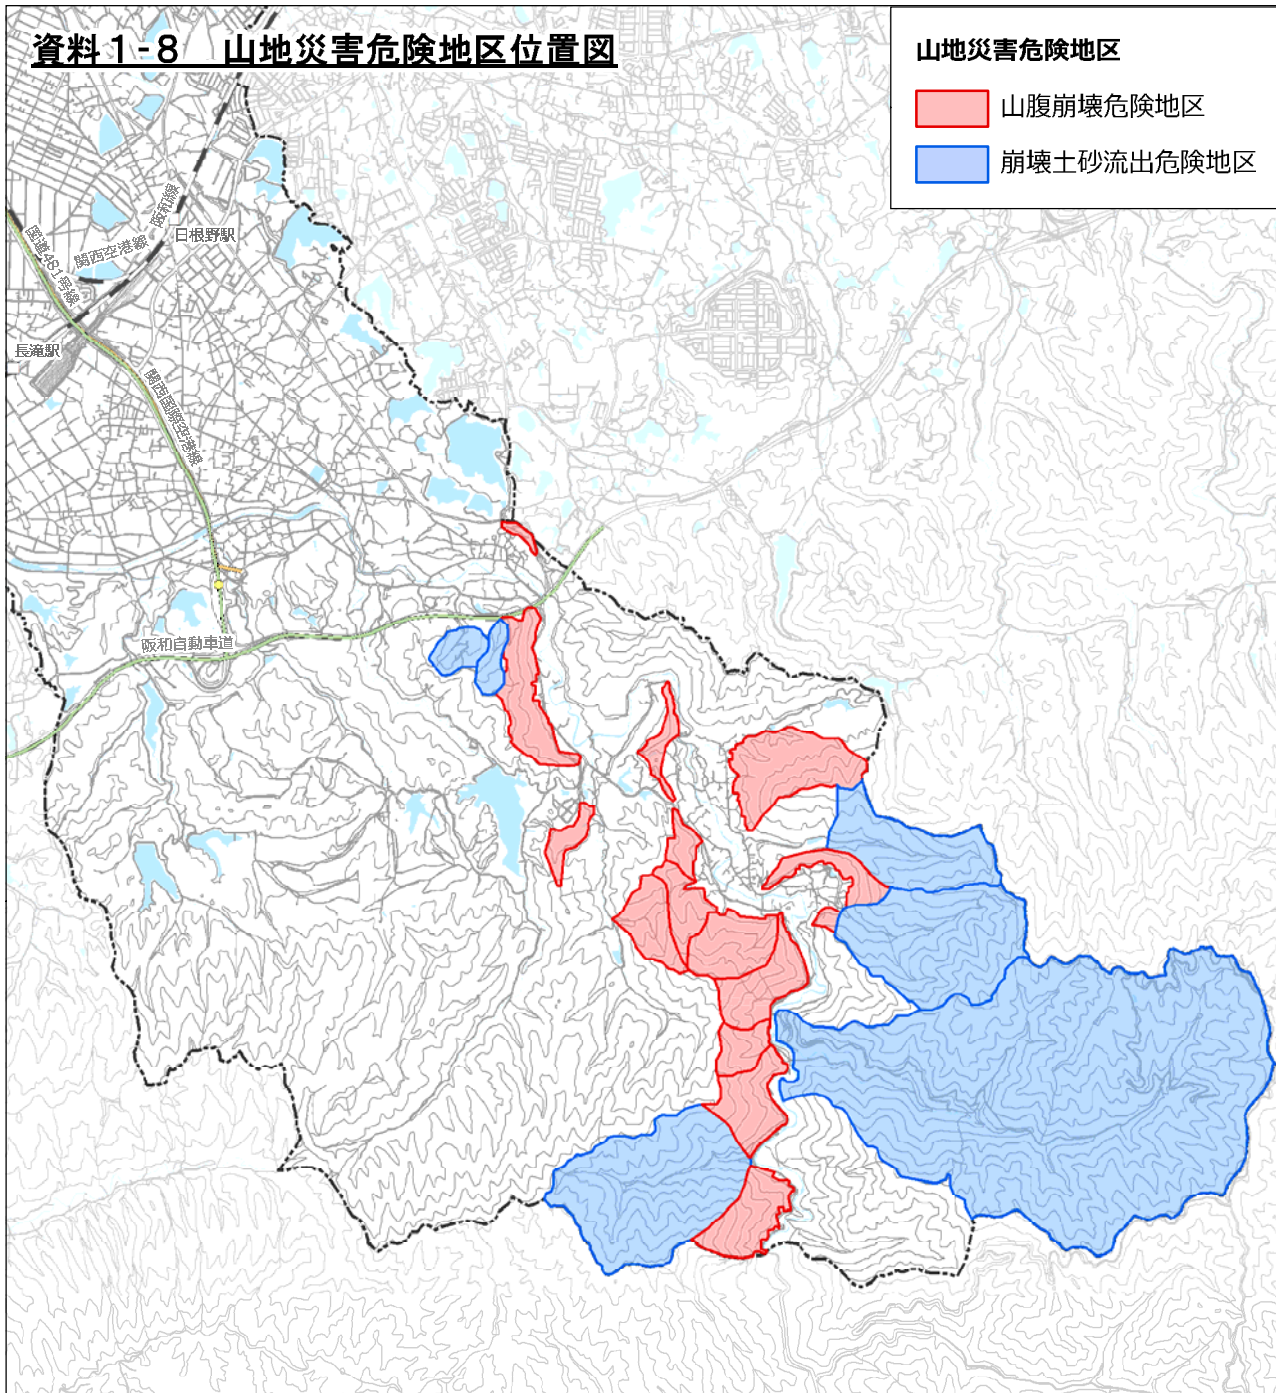 資料1-8 山地災害危険地区位置図
山地災害危険地区
山腹崩壊危険地区
崩壊土砂流出危険地区
阪和線
日根野駅
関西空港線
国道481号線
長滝駅
関西国際空港線
阪和自動車道